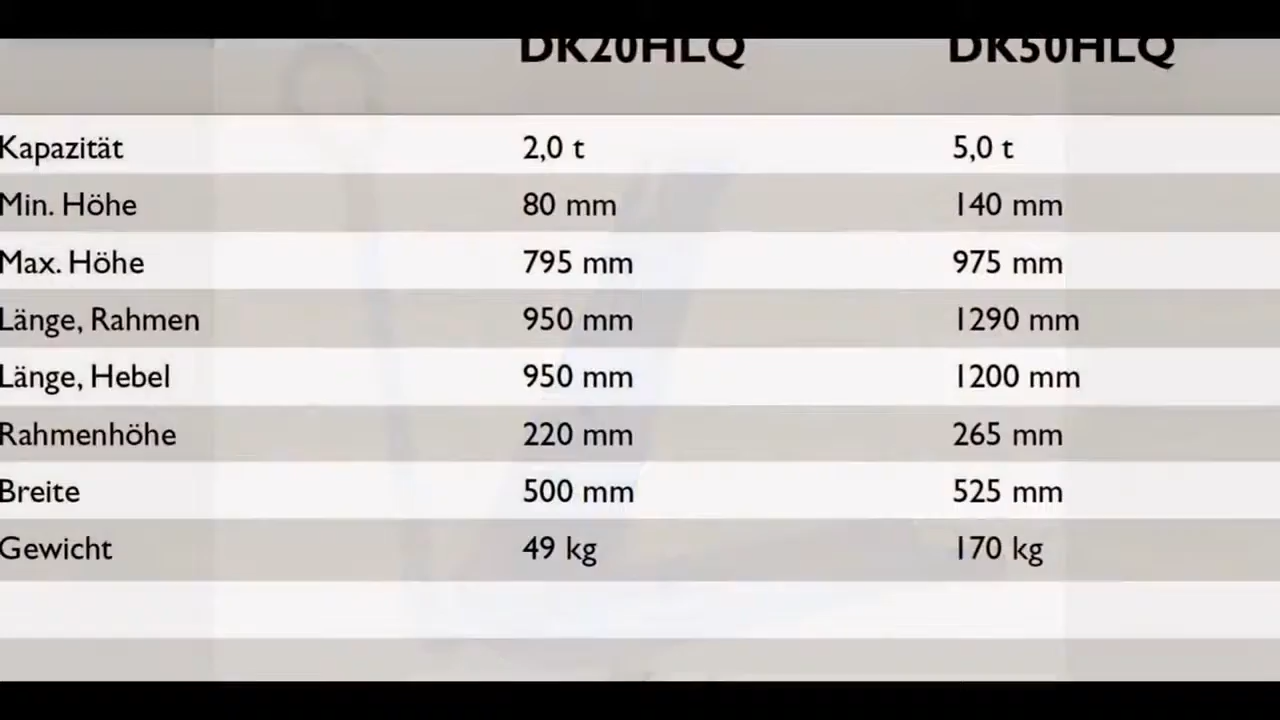 DK20HLQ DK50HLQ
Kapazität 2,0 t 5,0 t
Min. Höhe 80 mm 140 mm
Max. Höhe 795 mm 975 mm
Länge, Rahmen 950 mm 1290 mm
Länge, Hebel 950 mm 1200 mm
Rahmenhöhe 220 mm 265 mm
Breite 500 mm 525 mm
Gewicht 49 kg 170 kg